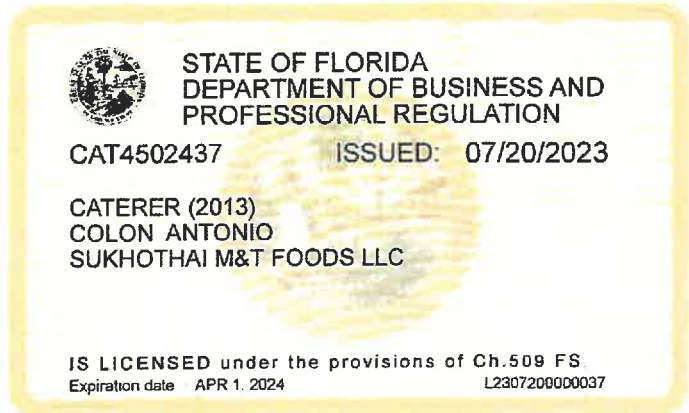 STATE OF FLORIDA
DEPARTMENT OF BUSINESS AND
PROFESSIONAL REGULATION
CAT4502437 ISSUED: 07/20/2023
CATERER (2013)
COLON ANTONIO
SUKHOTHAI M&T FOODS LLC
IS LICENSED under the provisions of Ch.509 FS.
Expiration date APR 1. 2024 L2307200000037